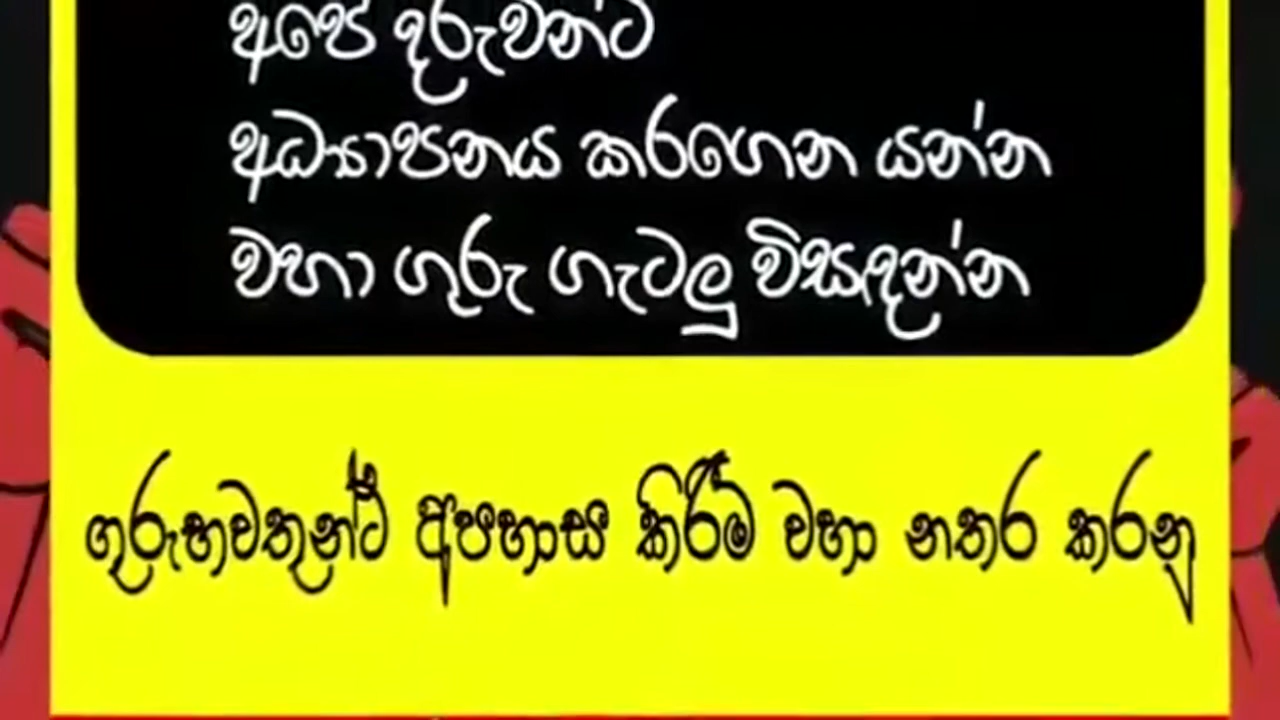 අපේ දරුවන්ට
අධ්‍යාපනය කරගෙන යන්න
වහා ගුරු ගැටලු විසඳන්න
ගුරුභවතුන්ට අපහාස කිරීම වහා නතර කරනු